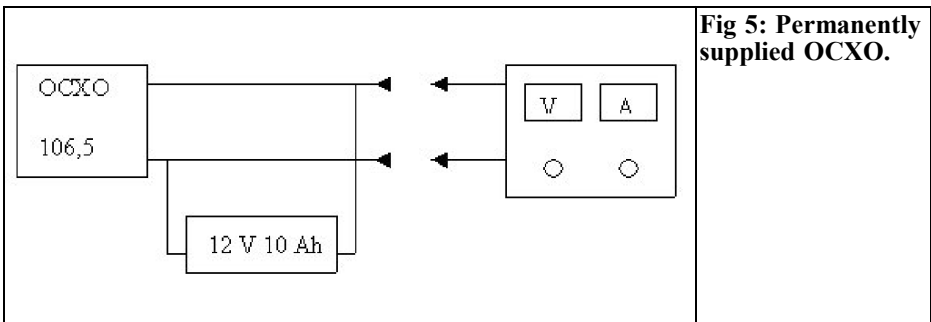 Fig 5: Permanently
supplied OCXO.
OCXO
106,5
V
A
12 V 10 Ah